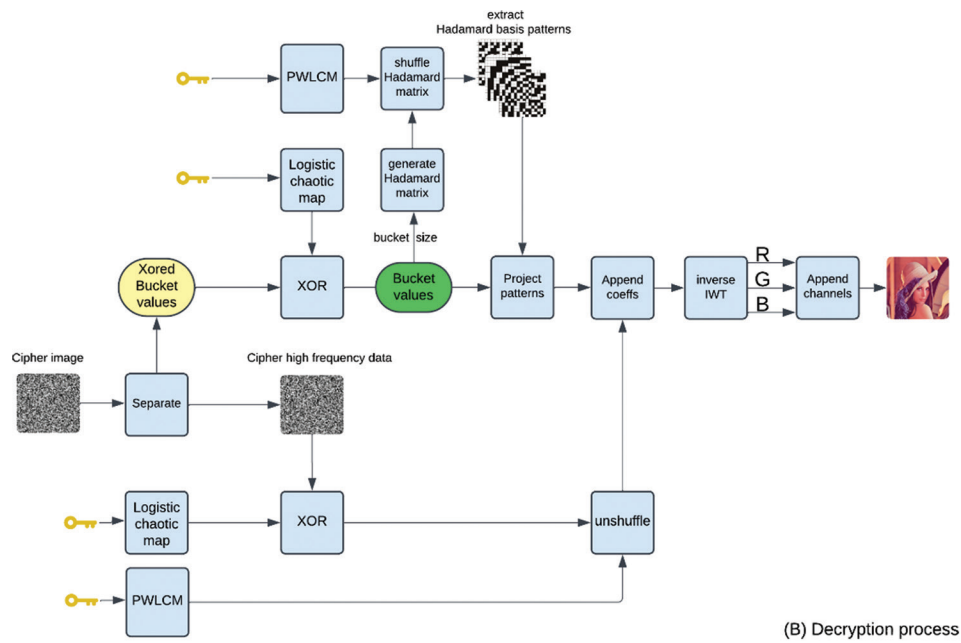 extract
Hadamard basis patterns
PWLCM
shuffle
Hadamard
matrix
Logistic
chaotic
map
generate
Hadamard
matrix
bucket size
Xored
Bucket
values
XOR
Bucket
values
Project
patterns
Append
coeffs
inverse
IWT
R
G
B
Append
channels
Cipher image
Separate
Cipher high frequency data
Logistic
chaotic
map
XOR
unshuffle
PWLCM
(B) Decryption process